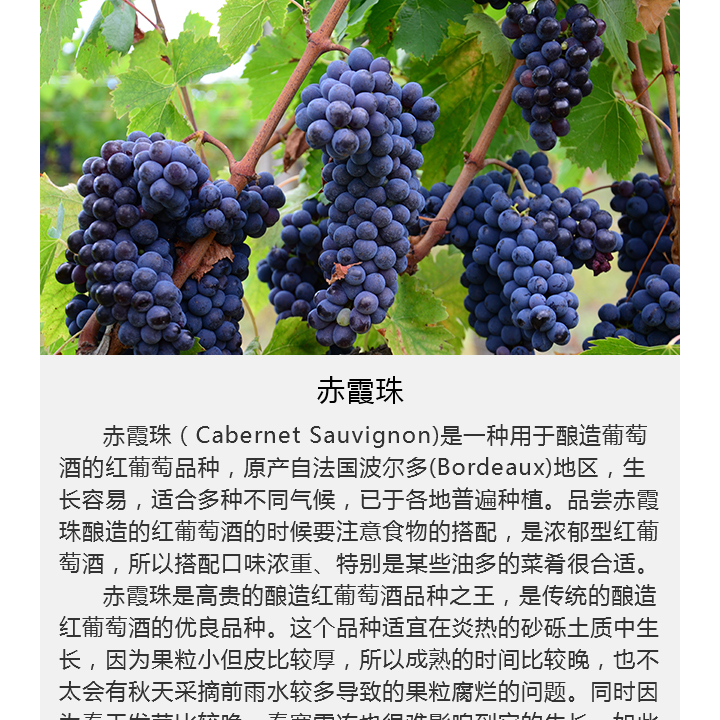 赤霞珠
赤霞珠（Cabernet Sauvignon)是一种用于酿造葡萄
酒的红葡萄品种，原产自法国波尔多(Bordeaux)地区，生
长容易，适合多种不同气候，已于各地普遍种植。品尝赤霞
珠酿造的红葡萄酒的时候要注意食物的搭配，是浓郁型红葡
萄酒，所以搭配口味浓重、特别是某些油多的菜肴很合适。
赤霞珠是高贵的酿造红葡萄酒品种之王，是传统的酿造
红葡萄酒的优良品种。这个品种适宜在炎热的砂砾土质中生
长，因为果粒小但皮比较厚，所以成熟的时间比较晚，也不
太会有秋天采摘前雨水较多导致的果粒腐烂的问题。同时因